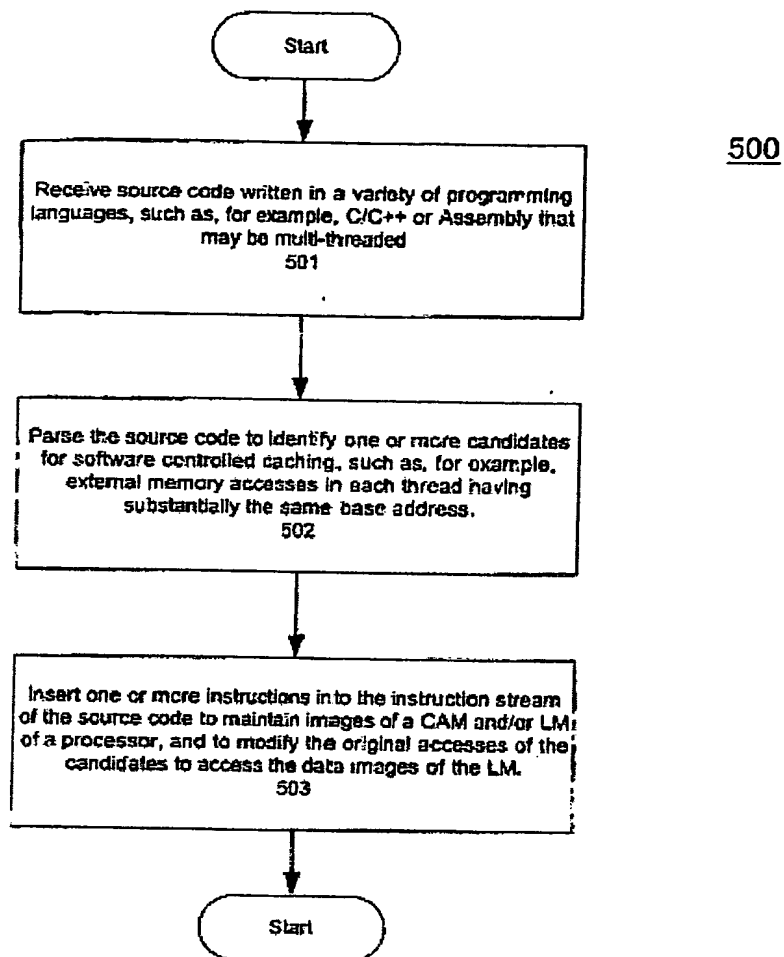 Start
500
Receive source code written in a variety of programming
languages, such as, for example, C/C++ or Assembly that
may be multi-threaded
501
Parse the source code to identify one or more candidates
for software controlled caching, such as, for example,
external memory accesses in each thread having
substantially the same base address.
502
Insert one or more instructions into the instruction stream
of the source code to maintain images of a CAM and/or LM
of a processor, and to modify the original accesses of the
candidates to access the data images of the LM.
503
Start